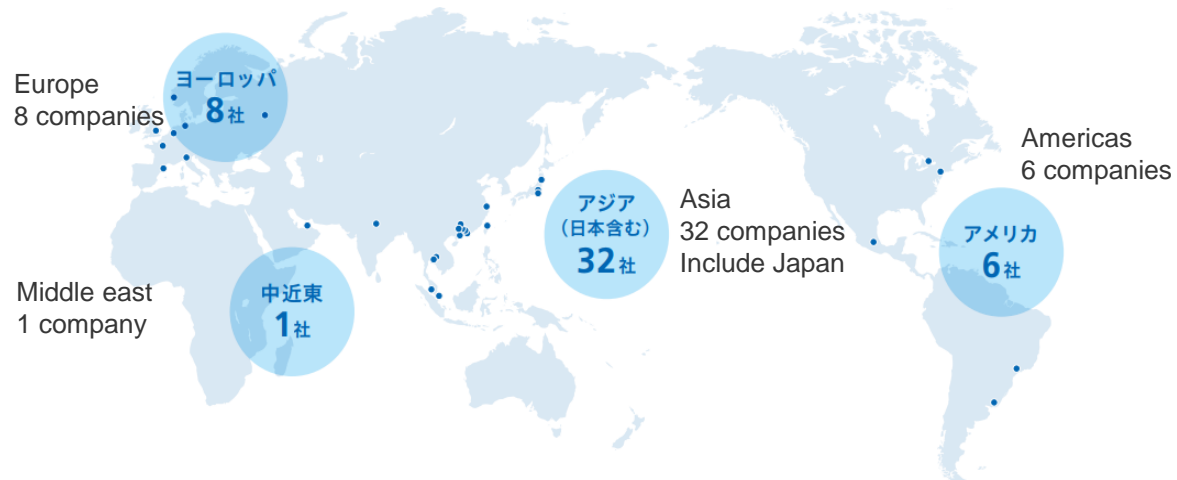 Europe
8 companies
ヨーロッパ
8社
Americas
6 companies
アジア
（日本含む）
32社
Asia
32 companies
Include Japan
アメリカ
6社
Middle east
1 company
中近東
1社